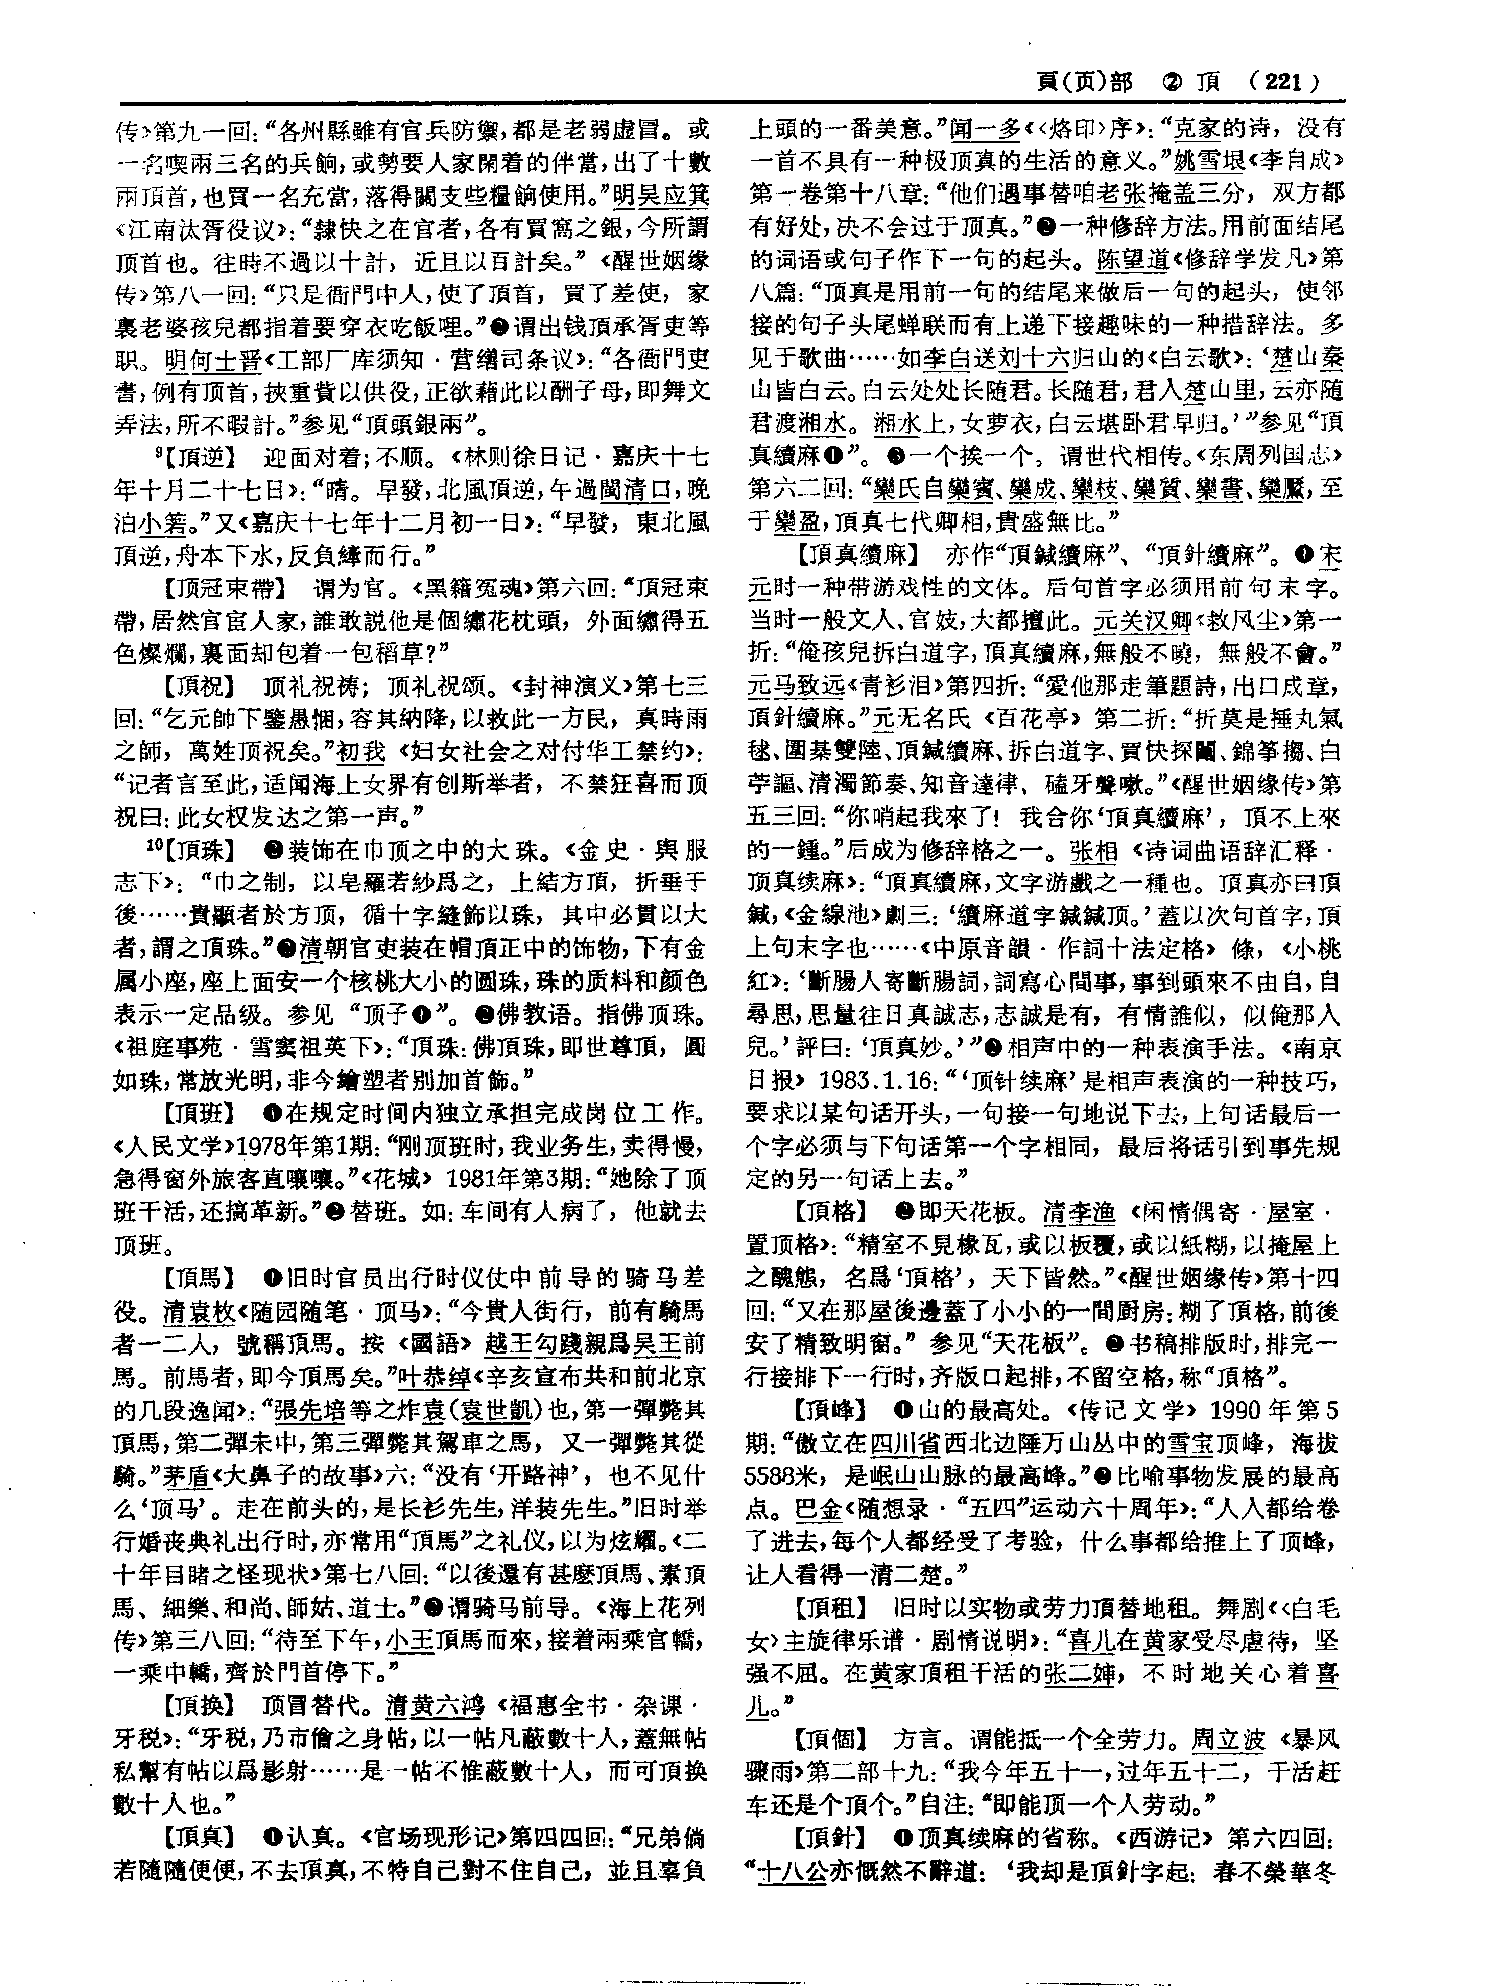 頁(页)部 ② 頂 (221)
传》第九一回:“各州縣雖有官兵防禦,都是老弱虚冒。或
一名喫兩三名的兵餉,或勢要人家閑着的伴當,出了十數
兩頂首,也買一名充當,落得關支些糧餉使用。”明吴应箕
《江南汰胥役议》:“隸快之在官者,各有買窩之銀,今所謂
顶首也。往時不過以十計,近且以百計矣。”《醒世姻缘
传》第八一回:“只是衙門中人,使了頂首,買了差使,家
裏老婆孩兒都指着要穿衣吃飯哩。”❷谓出钱頂承胥吏等
职。明何士晋《工部厂库须知·营缮司条议》:“各衙門吏
書,例有顶首,挾重貲以供役,正欲藉此以酬子母,即舞文
弄法,所不暇計。”参见“頂頭銀兩”。
⁹【頂逆】 迎面对着;不顺。《林则徐日记·嘉庆十七
年十月二十七日》:“晴。早發,北風頂逆,午過閩清口,晚
泊小箬。”又《嘉庆十七年十二月初一日》:“早發,東北風
頂逆,舟本下水,反負縴而行。”
【頂冠束帶】 谓为官。《黑籍冤魂》第六回:“頂冠束
帶,居然官宦人家,誰敢説他是個繡花枕頭,外面繡得五
色燦爛,裏面却包着一包稻草?”
【頂祝】 顶礼祝祷;顶礼祝颂。《封神演义》第七三
回:“乞元帥下鑒愚悃,容其納降,以救此一方民,真時雨
之師,萬姓顶祝矣。”初我《妇女社会之对付华工禁约》:
“记者言至此,适闻海上女界有创斯举者,不禁狂喜而顶
祝曰:此女权发达之第一声。”
¹⁰【頂珠】 ❶装饰在巾顶之中的大珠。《金史·舆服
志下》:“巾之制,以皂羅若紗爲之,上結方頂,折垂于
後……貴顯者於方顶,循十字縫飾以珠,其中必貫以大
者,謂之頂珠。”❷清朝官吏装在帽頂正中的饰物,下有金
属小座,座上面安一个核桃大小的圆珠,珠的质料和颜色
表示一定品级。参见“顶子❶”。❸佛教语。指佛顶珠。
《祖庭事苑·雪窦祖英下》:“頂珠:佛頂珠,即世尊頂,圓
如珠,常放光明,非今繪塑者别加首飾。”
【頂班】 ❶在规定时间内独立承担完成岗位工作。
《人民文学》1978年第1期:“刚顶班时,我业务生,卖得慢,
急得窗外旅客直嚷嚷。”《花城》1981年第3期:“她除了顶
班干活,还搞革新。”❷替班。如:车间有人病了,他就去
顶班。
【頂馬】 ❶旧时官员出行时仪仗中前导的骑马差
役。清袁枚《随园随笔·顶马》:“今貴人街行,前有騎馬
者一二人,號稱頂馬。按《國語》越王勾踐親爲吴王前
馬。前馬者,即今頂馬矣。”叶恭绰《辛亥宣布共和前北京
的几段逸闻》:“張先培等之炸袁(袁世凱)也,第一彈斃其
頂馬,第二彈未中,第三彈斃其駕車之馬,又一彈斃其從
騎。”茅盾《大鼻子的故事》六:“没有‘开路神’,也不见什
么‘顶马’。走在前头的,是长衫先生,洋装先生。”旧时举
行婚丧典礼出行时,亦常用“頂馬”之礼仪,以为炫耀。《二
十年目睹之怪现状》第七八回:“以後還有甚麽頂馬、素頂
馬、細樂、和尚、師姑、道士。”❷谓骑马前导。《海上花列
传》第三八回:“待至下午,小王頂馬而來,接着兩乘官轎,
一乘中轎,齊於門首停下。”
【頂换】 顶冒替代。清黄六鸿《福惠全书·杂课·
牙税》:“牙税,乃市儈之身帖,以一帖凡蔽數十人,蓋無帖
私幫有帖以爲影射……是一帖不惟蔽數十人,而可頂换
數十人也。”
【頂真】 ❶认真。《官场现形记》第四四回:“兄弟倘
若隨隨便便,不去頂真,不特自己對不住自己,並且辜負
上頭的一番美意。”闻一多《〈烙印〉序》:“克家的诗,没有
一首不具有一种极顶真的生活的意义。”姚雪垠《李自成》
第一卷第十八章:“他们遇事替咱老张掩盖三分,双方都
有好处,决不会过于顶真。”❷一种修辞方法。用前面结尾
的词语或句子作下一句的起头。陈望道《修辞学发凡》第
八篇:“顶真是用前一句的结尾来做后一句的起头,使邻
接的句子头尾蝉联而有上递下接趣味的一种措辞法。多
见于歌曲……如李白送刘十六归山的《白云歌》:‘楚山秦
山皆白云。白云处处长随君。长随君,君入楚山里,云亦随
君渡湘水。湘水上,女萝衣,白云堪卧君早归。’”参见“頂
真續麻❶”。❸一个挨一个。谓世代相传。《东周列国志》
第六二回:“欒氏自欒賓、欒成、欒枝、欒質、欒書、欒黶,至
于欒盈,頂真七代卿相,貴盛無比。”
【頂真續麻】 亦作“頂鍼續麻”、“頂針續麻”。❶宋
元时一种带游戏性的文体。后句首字必须用前句末字。
当时一般文人、官妓,大都擅此。元关汉卿《救风尘》第一
折:“俺孩兒拆白道字,頂真續麻,無般不曉,無般不會。”
元马致远《青衫泪》第四折:“愛他那走筆題詩,出口成章,
頂針續麻。”元无名氏《百花亭》第二折:“折莫是捶丸氣
毬、圍棊雙陸、頂鍼續麻、拆白道字、買快探鬮、錦箏搊、白
苧謳、清濁節奏、知音達律、磕牙聲嗽。”《醒世姻缘传》第
五三回:“你哨起我來了!我合你‘頂真續麻’,頂不上來
的一鍾。”后成为修辞格之一。张相《诗词曲语辞汇释·
顶真续麻》:“頂真續麻,文字游戲之一種也。頂真亦曰頂
鍼,《金線池》劇三:‘續麻道字鍼鍼頂。’蓋以次句首字,頂
上句末字也……《中原音韻·作詞十法定格》條,《小桃
紅》:‘斷腸人寄斷腸詞,詞寫心間事,事到頭來不由自,自
尋思,思量往日真誠志,志誠是有,有情誰似,似俺那人
兒。’評曰:‘頂真妙。’”❷相声中的一种表演手法。《南京
日报》1983.1.16:“‘顶针续麻’是相声表演的一种技巧,
要求以某句话开头,一句接一句地说下去,上句话最后一
个字必须与下句话第一个字相同,最后将话引到事先规
定的另一句话上去。”
【頂格】 ❶即天花板。清李渔《闲情偶寄·屋室·
置顶格》:“精室不見椽瓦,或以板覆,或以紙糊,以掩屋上
之醜態,名爲‘頂格’,天下皆然。”《醒世姻缘传》第十四
回:“又在那屋後邊蓋了小小的一間厨房;糊了頂格,前後
安了精致明窗。”参见“天花板”。❷书稿排版时,排完一
行接排下一行时,齐版口起排,不留空格,称“頂格”。
【頂峰】 ❶山的最高处。《传记文学》1990年第5
期:“傲立在四川省西北边陲万山丛中的雪宝顶峰,海拔
5588米,是岷山山脉的最高峰。”❷比喻事物发展的最高
点。巴金《随想录·“五四”运动六十周年》:“人人都给卷
了进去,每个人都经受了考验,什么事都给推上了顶峰,
让人看得一清二楚。”
【頂租】 旧时以实物或劳力頂替地租。舞剧《〈白毛
女〉主旋律乐谱·剧情说明》:“喜儿在黄家受尽虐待,坚
强不屈。在黄家頂租干活的张二婶,不时地关心着喜
儿。”
【頂個】 方言。谓能抵一个全劳力。周立波《暴风
骤雨》第二部十九:“我今年五十一,过年五十二,干活赶
车还是个頂个。”自注:“即能顶一个人劳动。”
【頂針】 ❶顶真续麻的省称。《西游记》第六四回:
“十八公亦慨然不辭道:‘我却是頂針字起:春不榮華冬